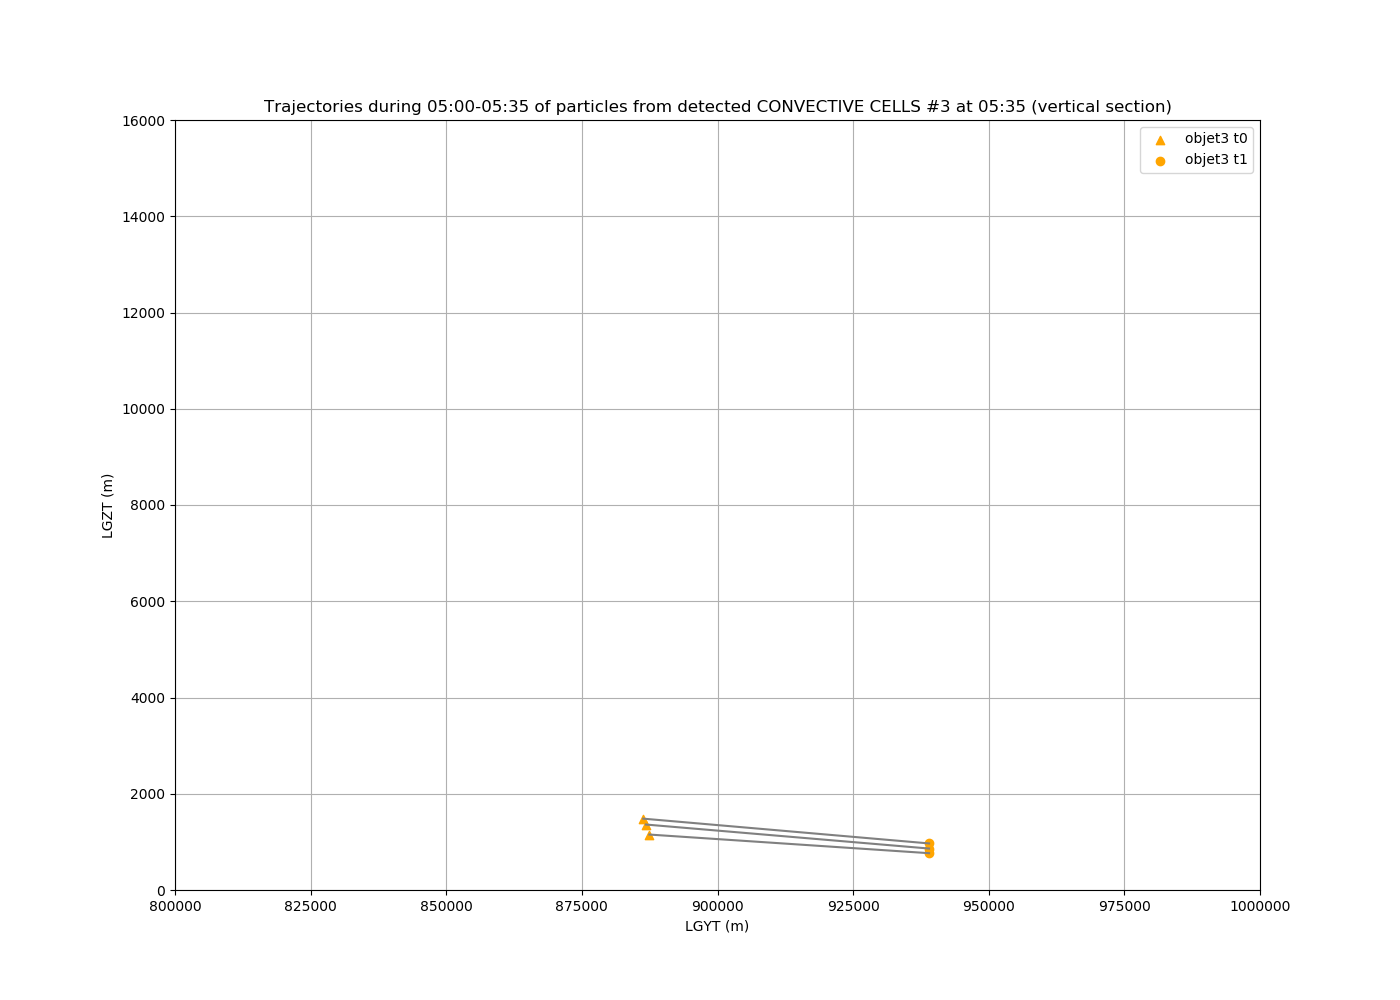 Trajectories during 05:00-05:35 of particles from detected CONVECTIVE CELLS #3 at 05:35 (vertical section)
objet3 t0
objet3 t1
16000
14000
12000
10000
8000
6000
4000
2000
0
LGZT (m)
800000 825000 850000 875000 900000 925000 950000 975000 1000000
LGYT (m)